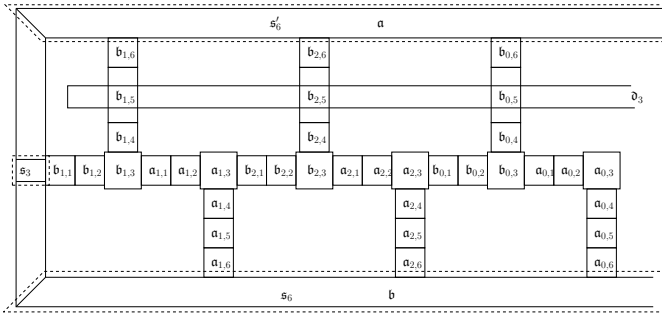 𝔰′₆ 𝔞
𝔟₁,₆ 𝔟₂,₆ 𝔟₀,₆
𝔟₁,₅ 𝔟₂,₅ 𝔟₀,₅ 𝔡₃
𝔟₁,₄ 𝔟₂,₄ 𝔟₀,₄
𝔰₃ 𝔟₁,₁ 𝔟₁,₂ 𝔟₁,₃ 𝔞₁,₁ 𝔞₁,₂ 𝔞₁,₃ 𝔟₂,₁ 𝔟₂,₂ 𝔟₂,₃ 𝔞₂,₁ 𝔞₂,₂ 𝔞₂,₃ 𝔟₀,₁ 𝔟₀,₂ 𝔟₀,₃ 𝔞₀,₁ 𝔞₀,₂ 𝔞₀,₃
𝔞₁,₄ 𝔞₂,₄ 𝔞₀,₄
𝔞₁,₅ 𝔞₂,₅ 𝔞₀,₅
𝔞₁,₆ 𝔞₂,₆ 𝔞₀,₆
𝔰₆ 𝔟